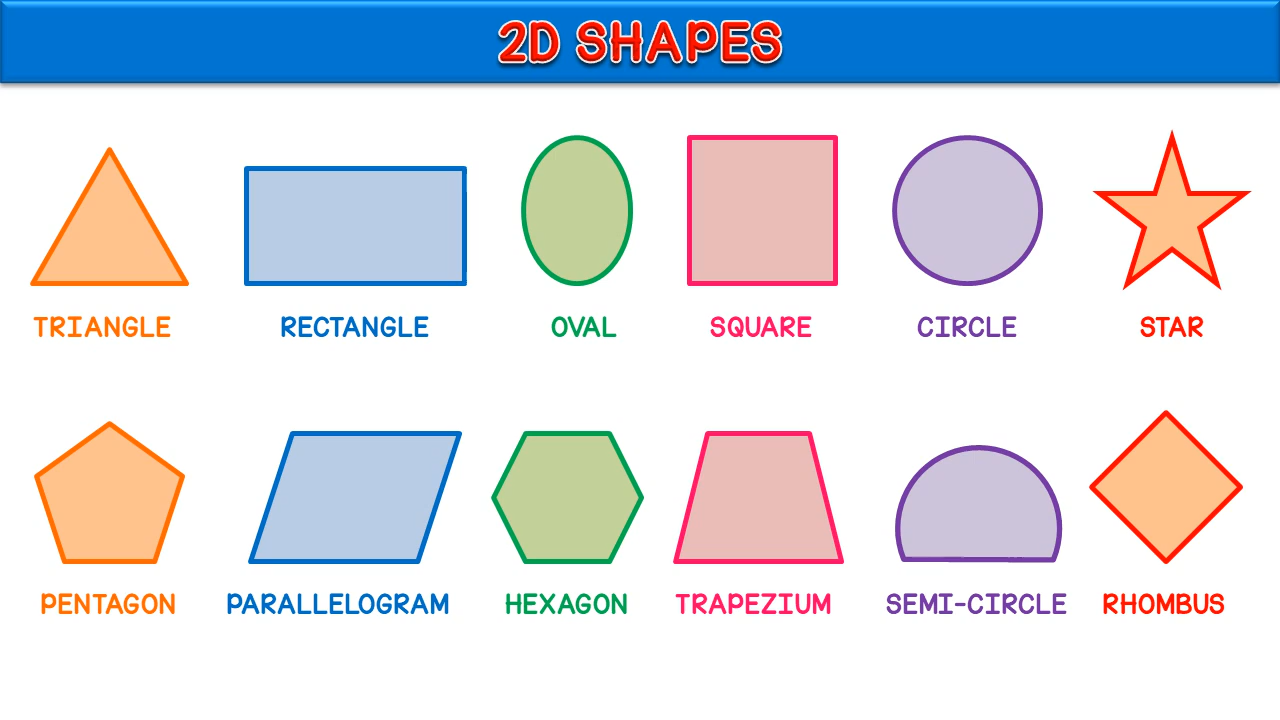 2D SHAPES
TRIANGLE RECTANGLE OVAL SQUARE CIRCLE STAR
PENTAGON PARALLELOGRAM HEXAGON TRAPEZIUM SEMI-CIRCLE RHOMBUS